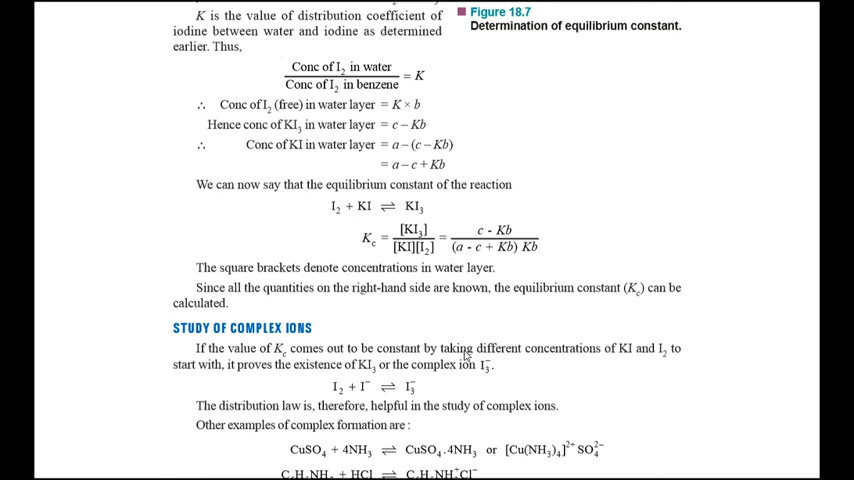 K is the value of distribution coefficient of
iodine between water and iodine as determined
earlier. Thus,
■ Figure 18.7
Determination of equilibrium constant.
Conc of I₂ in water / Conc of I₂ in benzene = K
∴ Conc of I₂ (free) in water layer = K × b
Hence conc of KI₃ in water layer = c – Kb
∴ Conc of KI in water layer = a – (c – Kb)
= a – c + Kb
We can now say that the equilibrium constant of the reaction
I₂ + KI ⇌ KI₃
K_c = [KI₃] / [KI][I₂] = c - Kb / (a - c + Kb) Kb
The square brackets denote concentrations in water layer.
Since all the quantities on the right-hand side are known, the equilibrium constant (K_c) can be
calculated.
STUDY OF COMPLEX IONS
If the value of K_c comes out to be constant by taking different concentrations of KI and I₂ to
start with, it proves the existence of KI₃ or the complex ion I₃⁻.
I₂ + I⁻ ⇌ I₃⁻
The distribution law is, therefore, helpful in the study of complex ions.
Other examples of complex formation are :
CuSO₄ + 4NH₃ ⇌ CuSO₄.4NH₃ or [Cu(NH₃)₄]²⁺ SO₄²⁻
+ HCl ⇌